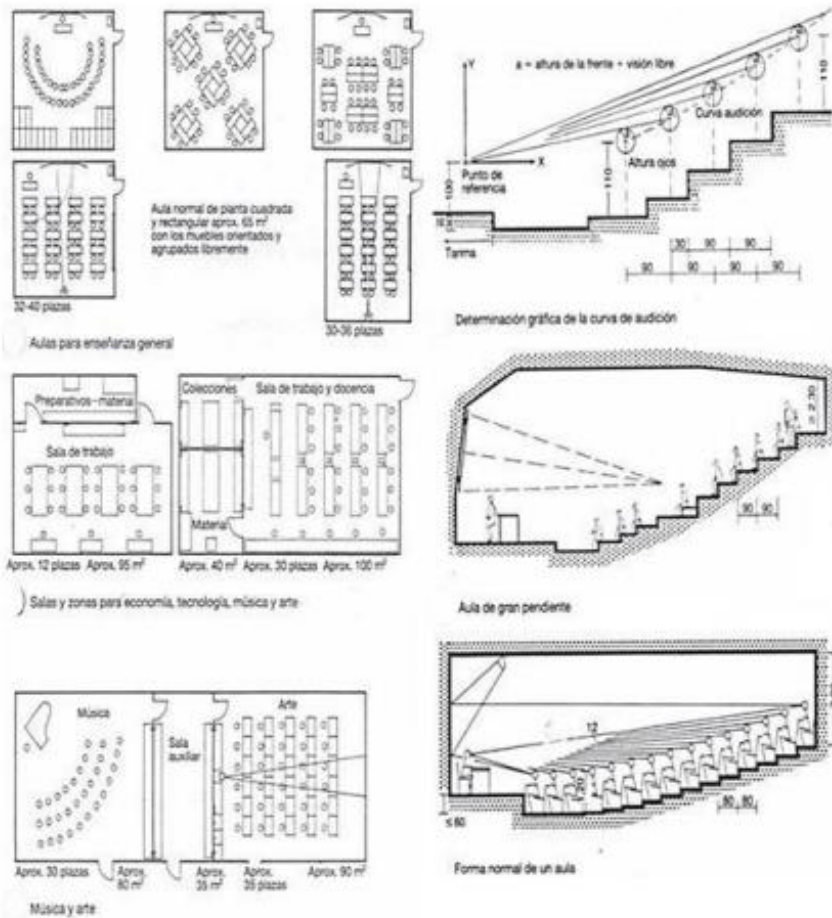 Aula normal de planta cuadrada
y rectangular aprox. 65 m²
con los muebles orientados y
agrupados libremente
32-40 plazas
30-36 plazas
Aulas para enseñanza general
Preparativos-material
Sala de trabajo
Colecciones
Sala de trabajo y docencia
Material
Aprox. 12 plazas Aprox. 95 m²
Aprox. 40 m² Aprox. 30 plazas Aprox. 100 m²
) Salas y zonas para economía, tecnología, música y arte
Música
Sala
auxiliar
Arte
Aprox. 30 plazas
Aprox.
80 m²
Aprox.
35 m²
Aprox.
35 plazas
Aprox. 90 m²
Música y arte
Y
a = altura de la frente - visión libre
Curva audición
Altura ojos
X
Punto de
referencia
110
110
100
Tarima
30 90 90
90 90 90 90
Determinación gráfica de la curva de audición
≥ 2.30
90 90
Aula de gran pendiente
12
1.20
80 80
≤ 60
Forma normal de un aula